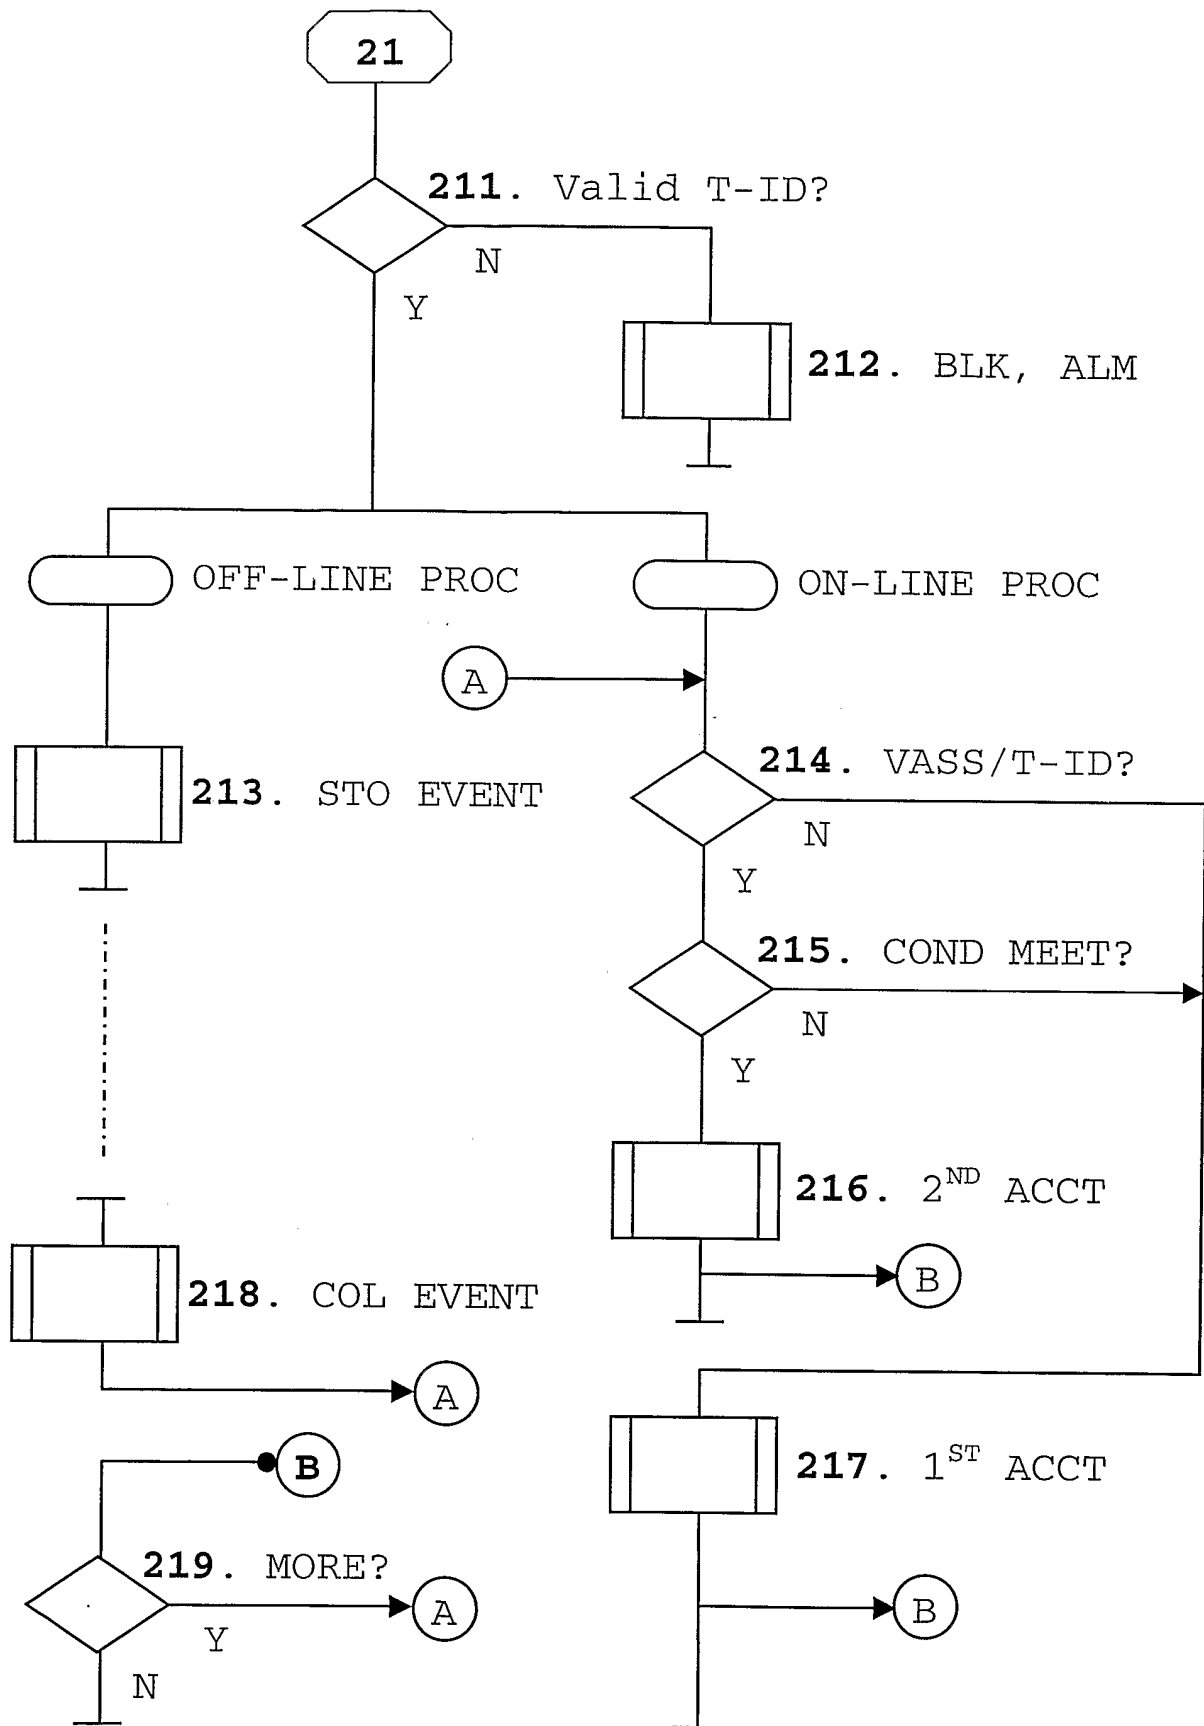 21
211. Valid T-ID?
N
Y
212. BLK, ALM
OFF-LINE PROC
ON-LINE PROC
A
213. STO EVENT
214. VASS/T-ID?
N
Y
215. COND MEET?
N
Y
216. 2ND ACCT
B
218. COL EVENT
A
217. 1ST ACCT
B
219. MORE?
A
Y
N
B